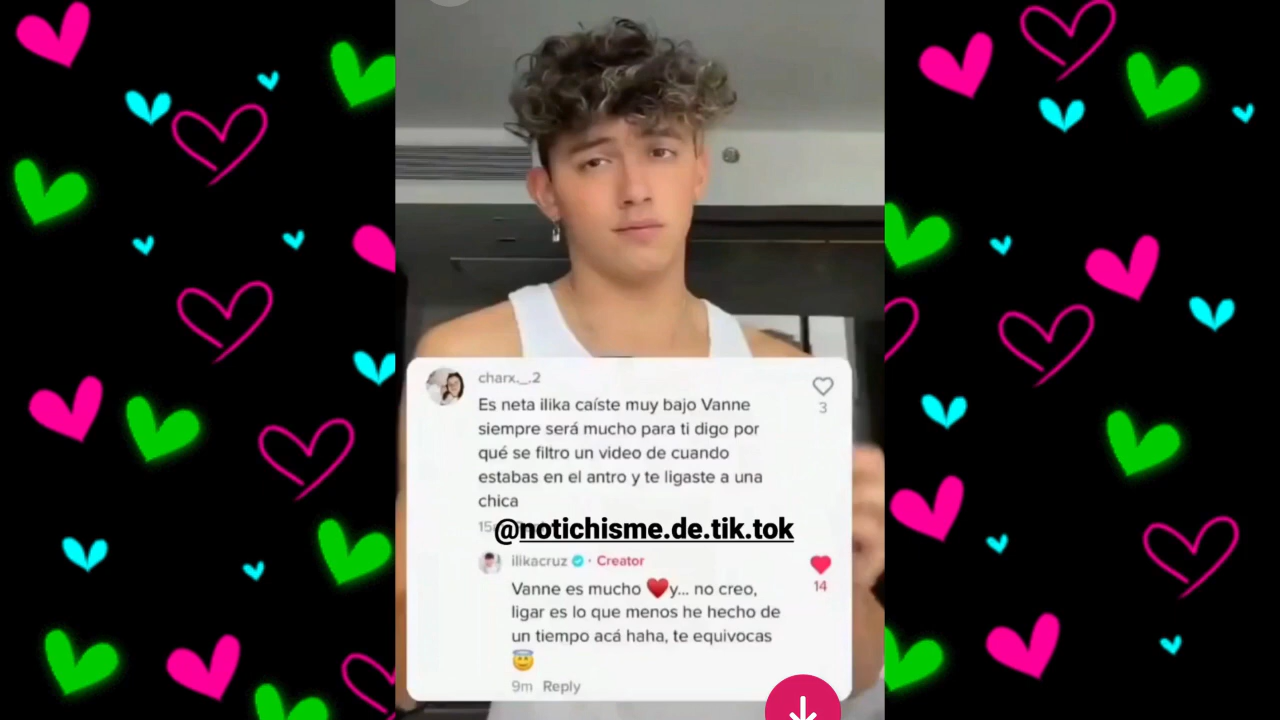 charx._.2
Es neta ilika caíste muy bajo Vanne
siempre será mucho para ti digo por
qué se filtro un video de cuando
estabas en el antro y te ligaste a una
chica
3
@notichisme.de.tik.tok
ilikacruz · Creator
Vanne es mucho ♥️y... no creo,
ligar es lo que menos he hecho de
un tiempo acá haha, te equivocas
😇
14
9m Reply